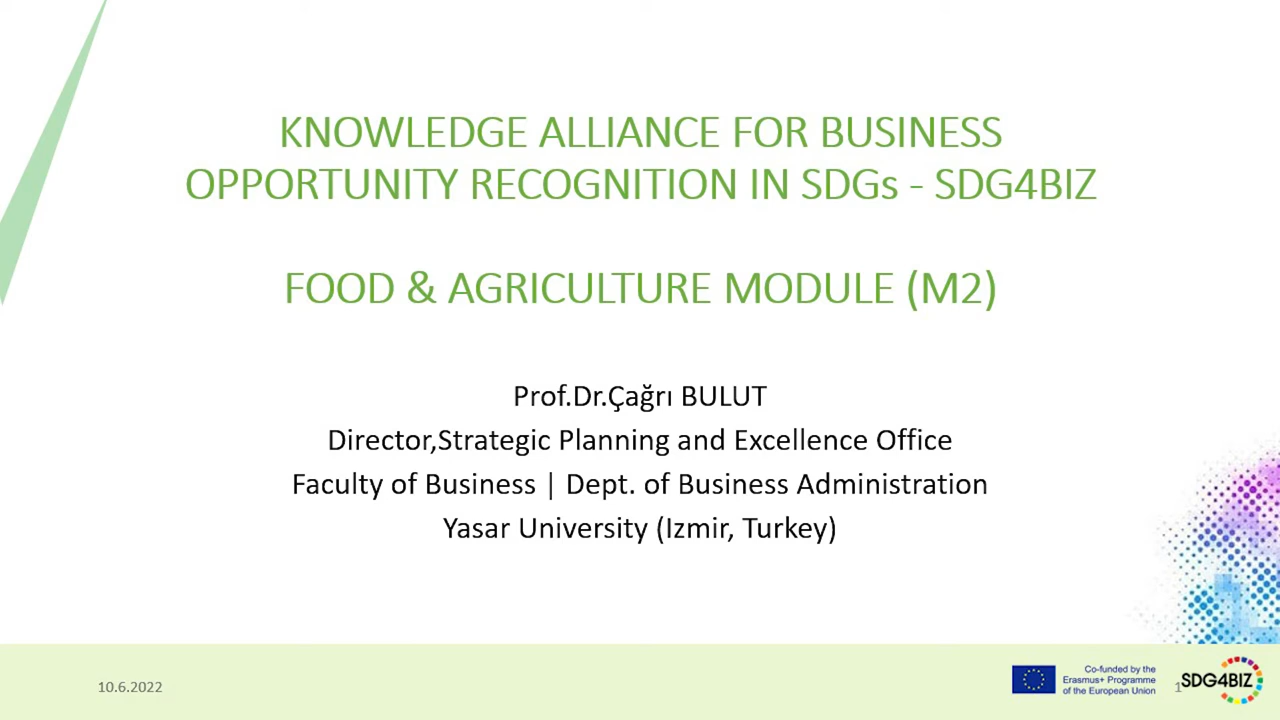 KNOWLEDGE ALLIANCE FOR BUSINESS
OPPORTUNITY RECOGNITION IN SDGs - SDG4BIZ
FOOD & AGRICULTURE MODULE (M2)
Prof.Dr.Çağrı BULUT
Director,Strategic Planning and Excellence Office
Faculty of Business | Dept. of Business Administration
Yasar University (Izmir, Turkey)
10.6.2022
Co-funded by the
Erasmus+ Programme
of the European Union
1
SDG4BIZ